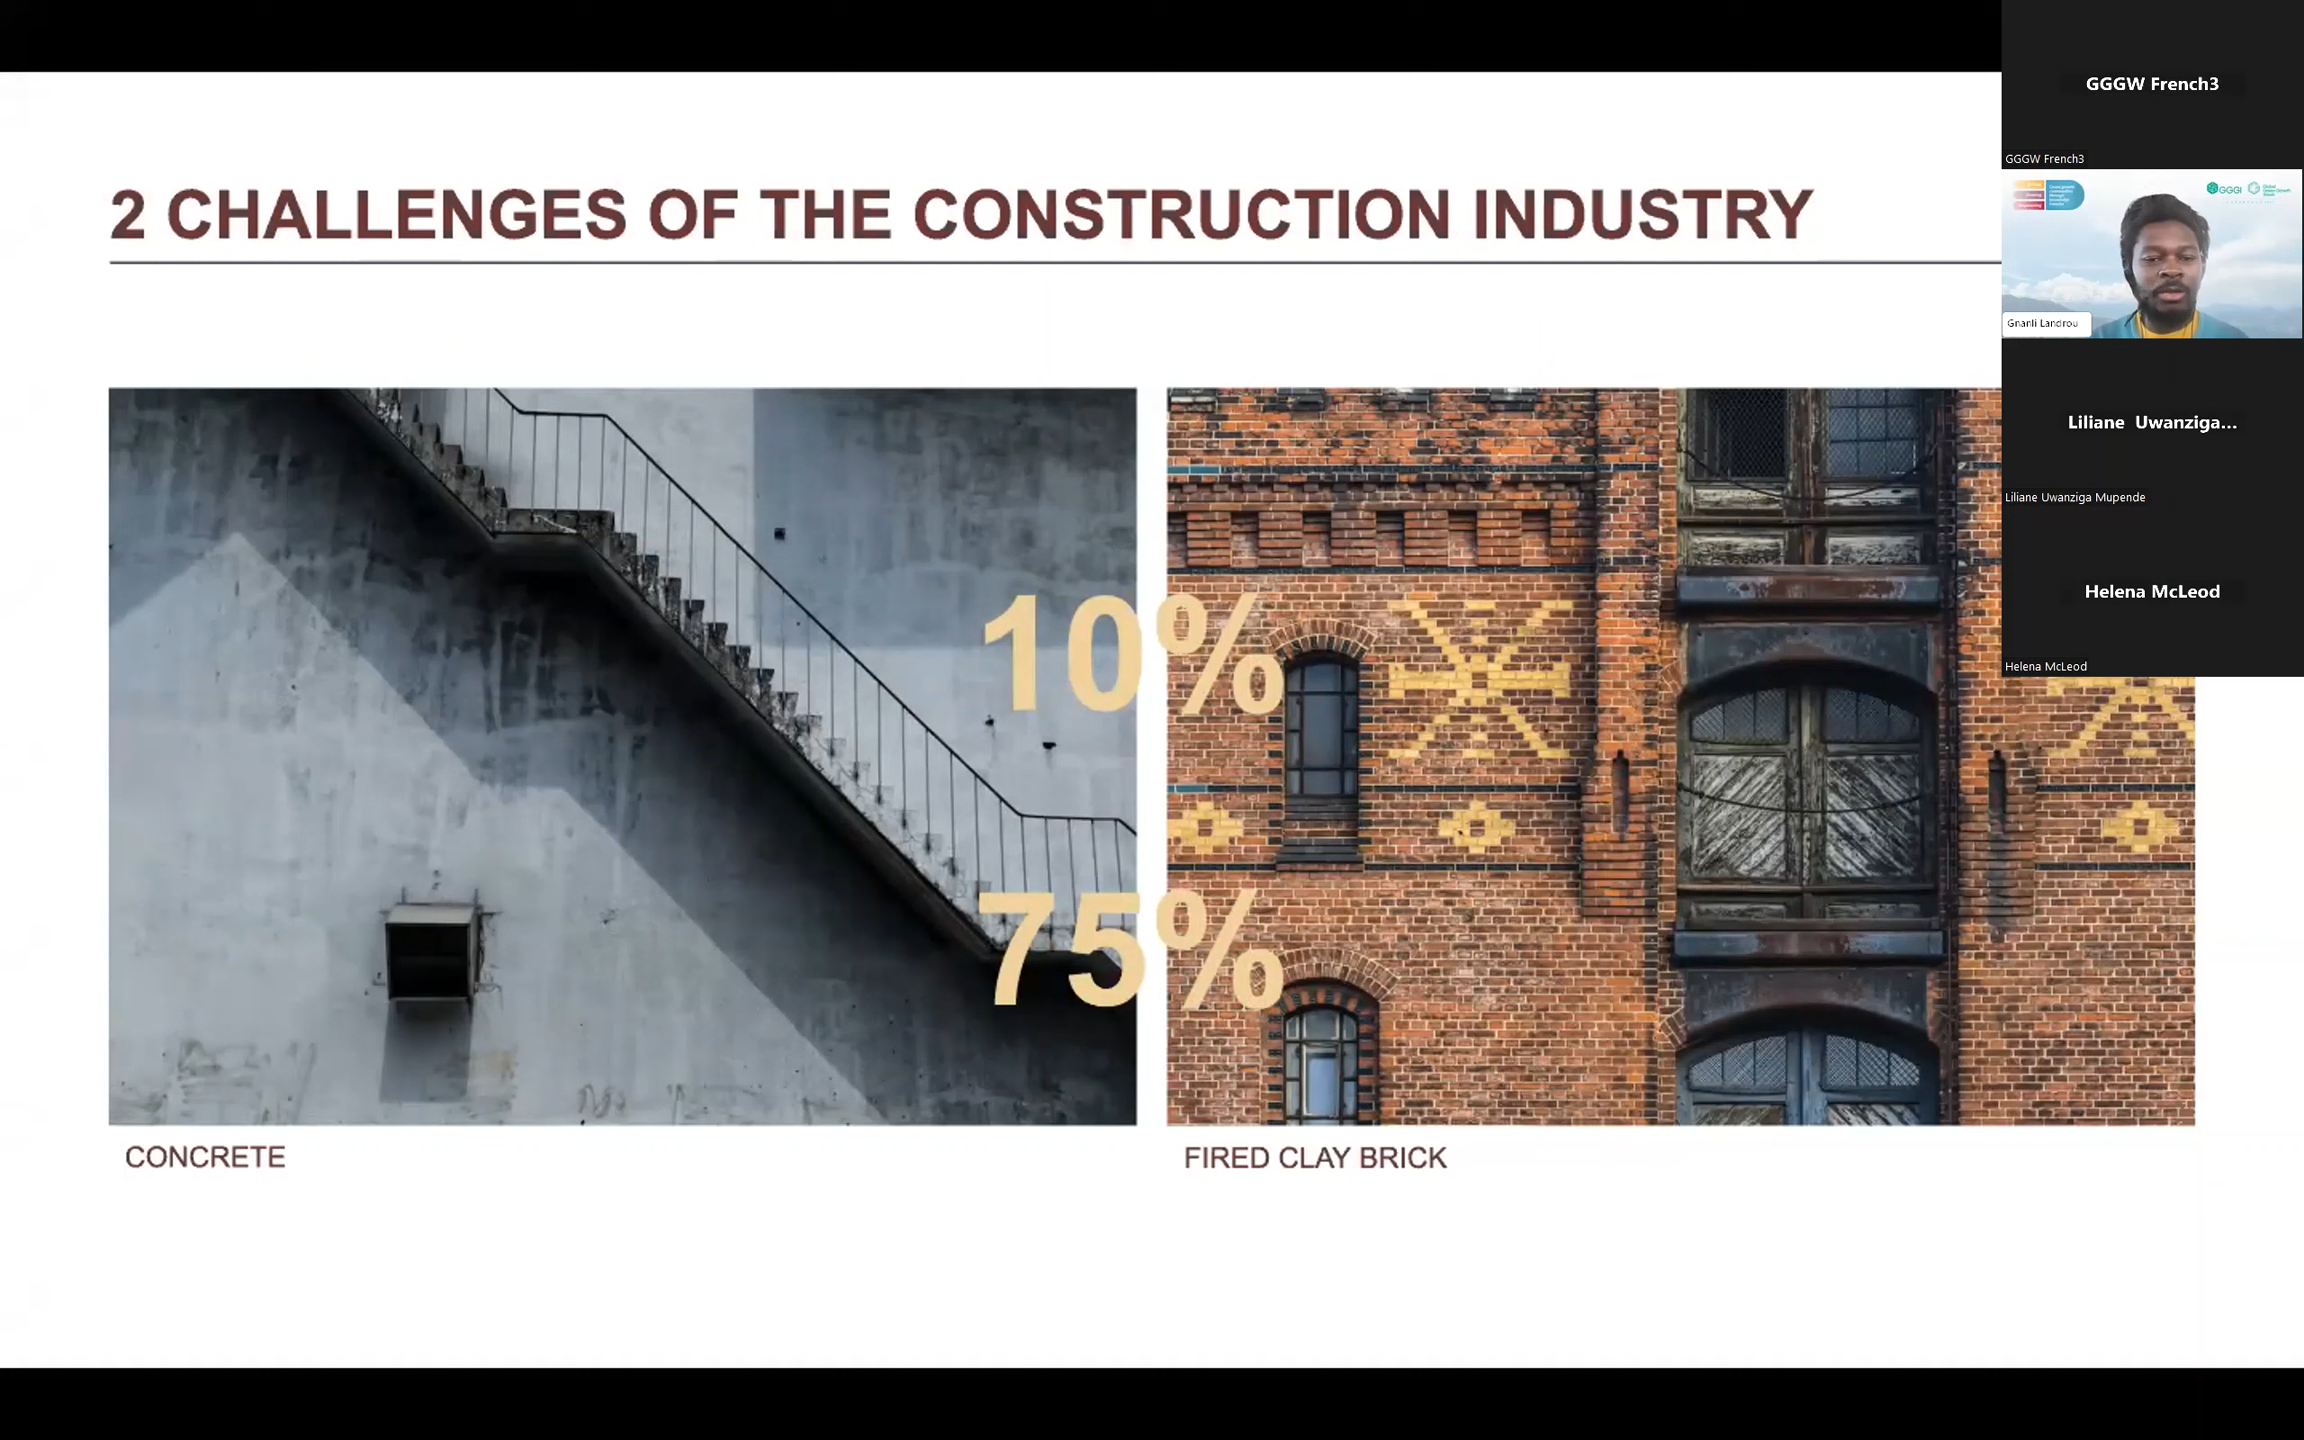 2 CHALLENGES OF THE CONSTRUCTION INDUSTRY
10%
75%
CONCRETE
FIRED CLAY BRICK
GGGW French3
GGGW French3
GGGI
Gnanli Landrou
Liliane Uwanziga...
Liliane Uwanziga Mupende
Helena McLeod
Helena McLeod